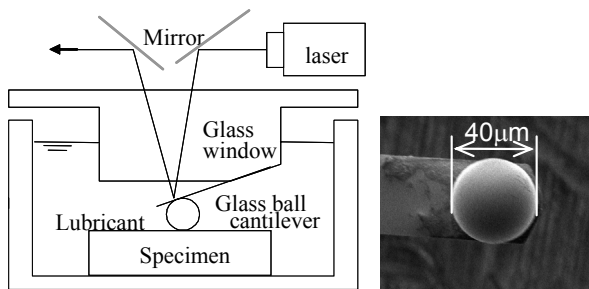 Mirror
laser
Glass
window
40μm
Glass ball
cantilever
Lubricant
Specimen